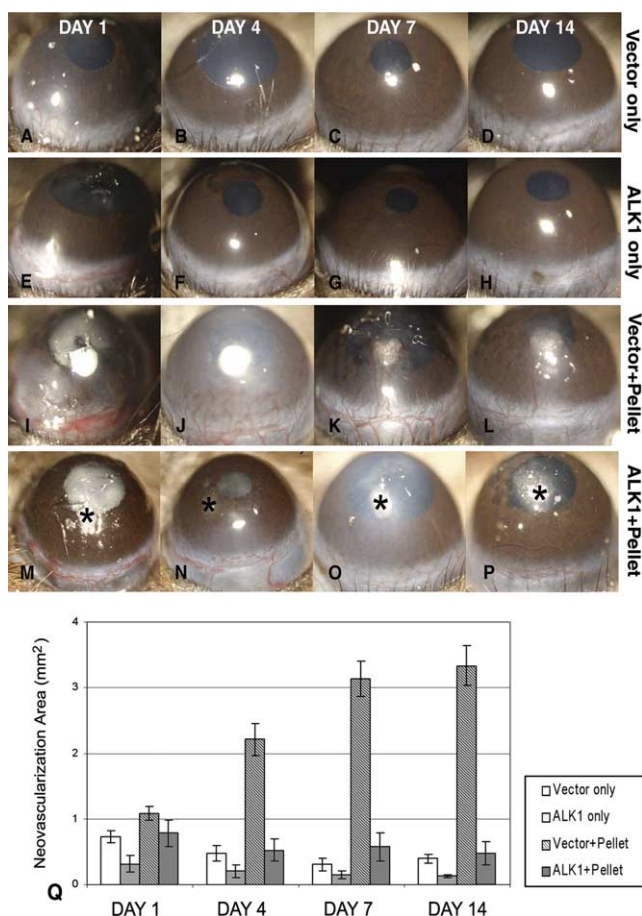 DAY 1 DAY 4 DAY 7 DAY 14
Vector only
A B C D
ALK1 only
E F G H
Vector+Pellet
I J K L
ALK1+Pellet
* * * *
M N O P
Neovascularization Area (mm²)
4
3
2
1
0
Q
DAY 1 DAY 4 DAY 7 DAY 14
Vector only
ALK1 only
Vector+Pellet
ALK1+Pellet